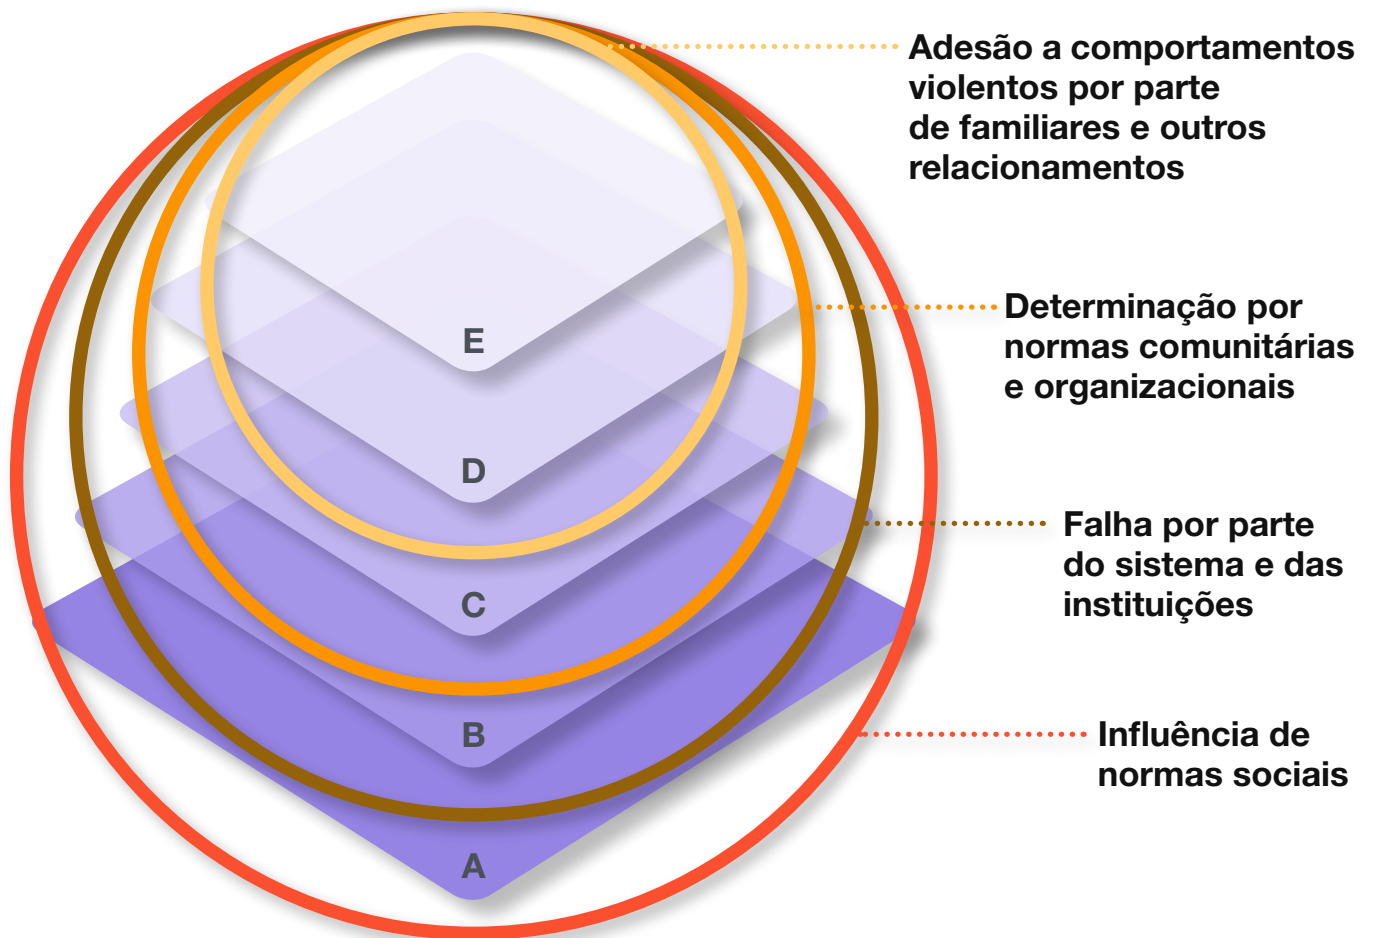 Adesão a comportamentos
violentos por parte
de familiares e outros
relacionamentos
Determinação por
normas comunitárias
e organizacionais
Falha por parte
do sistema e das
instituições
Influência de
normas sociais
E
D
C
B
A